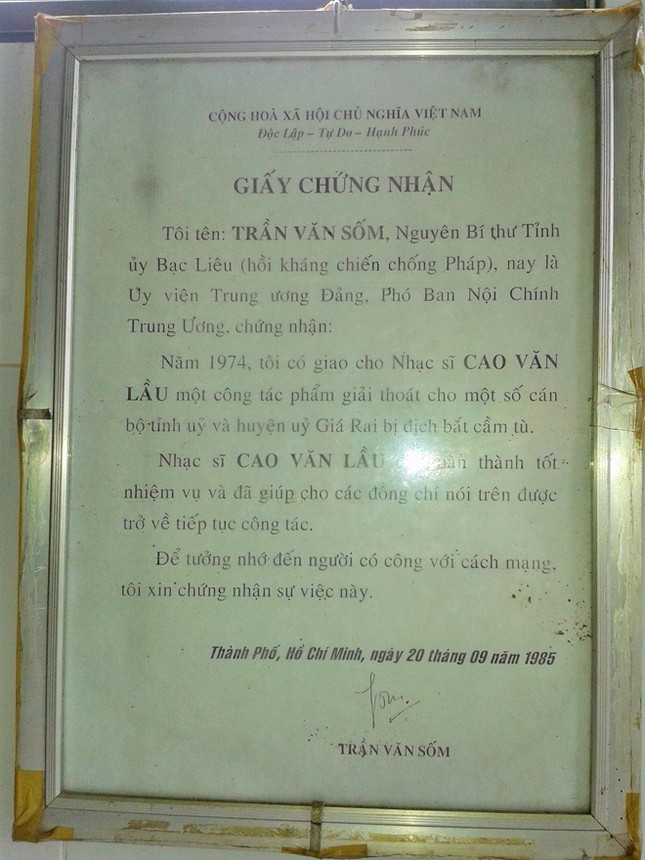 CỘNG HOÀ XÃ HỘI CHỦ NGHĨA VIỆT NAM
Độc Lập – Tự Do – Hạnh Phúc
GIẤY CHỨNG NHẬN
Tôi tên: TRẦN VĂN SỐM, Nguyên Bí thư Tỉnh
ủy Bạc Liêu (hồi kháng chiến chống Pháp), nay là
Ủy viên Trung ương Đảng, Phó Ban Nội Chính
Trung Ương, chứng nhận:
Năm 1974, tôi có giao cho Nhạc sĩ CAO VĂN
LẦU một công tác phẩm giải thoát cho một số cán
bộ tỉnh uỷ và huyện uỷ Giá Rai bị địch bắt cầm tù.
Nhạc sĩ CAO VĂN LẦU thành tốt
nhiệm vụ và đã giúp cho các đồng chí nói trên được
trở về tiếp tục công tác.
Để tưởng nhớ đến người có công với cách mạng,
tôi xin chứng nhận sự việc này.
Thành Phố, Hồ Chí Minh, ngày 20 tháng 09 năm 1985
TRẦN VĂN SỐM